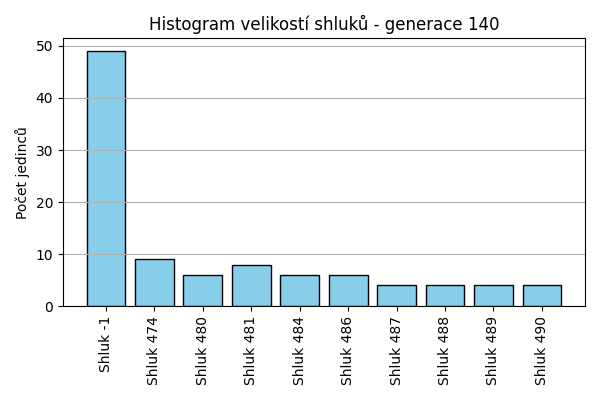 Histogram velikostí shluků - generace 140
Počet jedinců
50
40
30
20
10
0
Shluk -1
Shluk 474
Shluk 480
Shluk 481
Shluk 484
Shluk 486
Shluk 487
Shluk 488
Shluk 489
Shluk 490